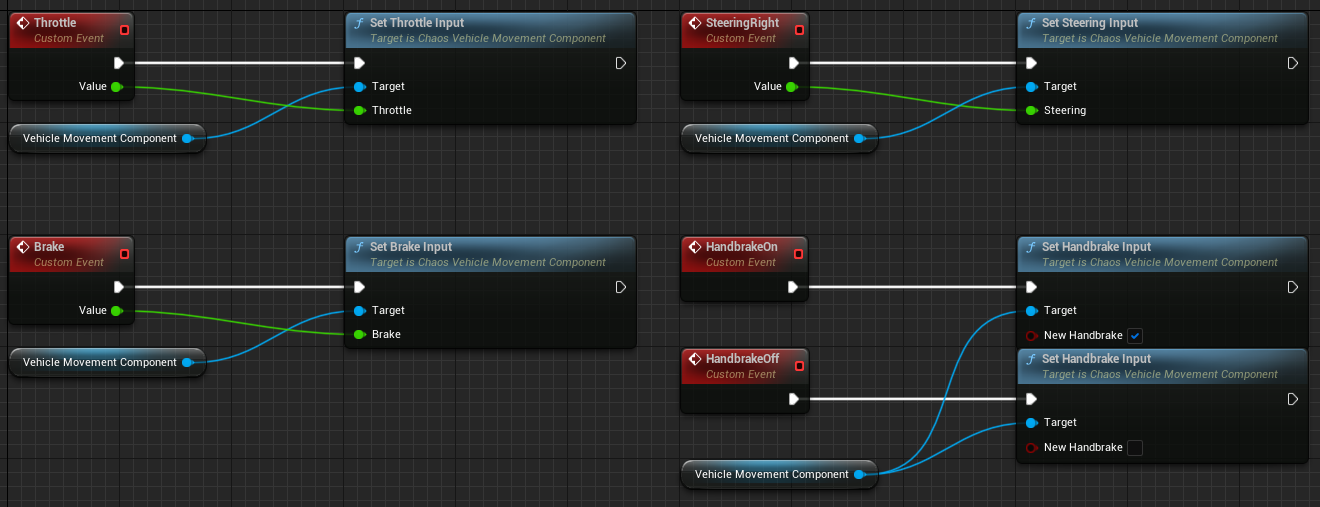 Throttle
Custom Event
Value
Vehicle Movement Component
Set Throttle Input
Target is Chaos Vehicle Movement Component
Target
Throttle
SteeringRight
Custom Event
Value
Vehicle Movement Component
Set Steering Input
Target is Chaos Vehicle Movement Component
Target
Steering
Brake
Custom Event
Value
Vehicle Movement Component
Set Brake Input
Target is Chaos Vehicle Movement Component
Target
Brake
HandbrakeOn
Custom Event
Set Handbrake Input
Target is Chaos Vehicle Movement Component
Target
New Handbrake
HandbrakeOff
Custom Event
Vehicle Movement Component
Set Handbrake Input
Target is Chaos Vehicle Movement Component
Target
New Handbrake